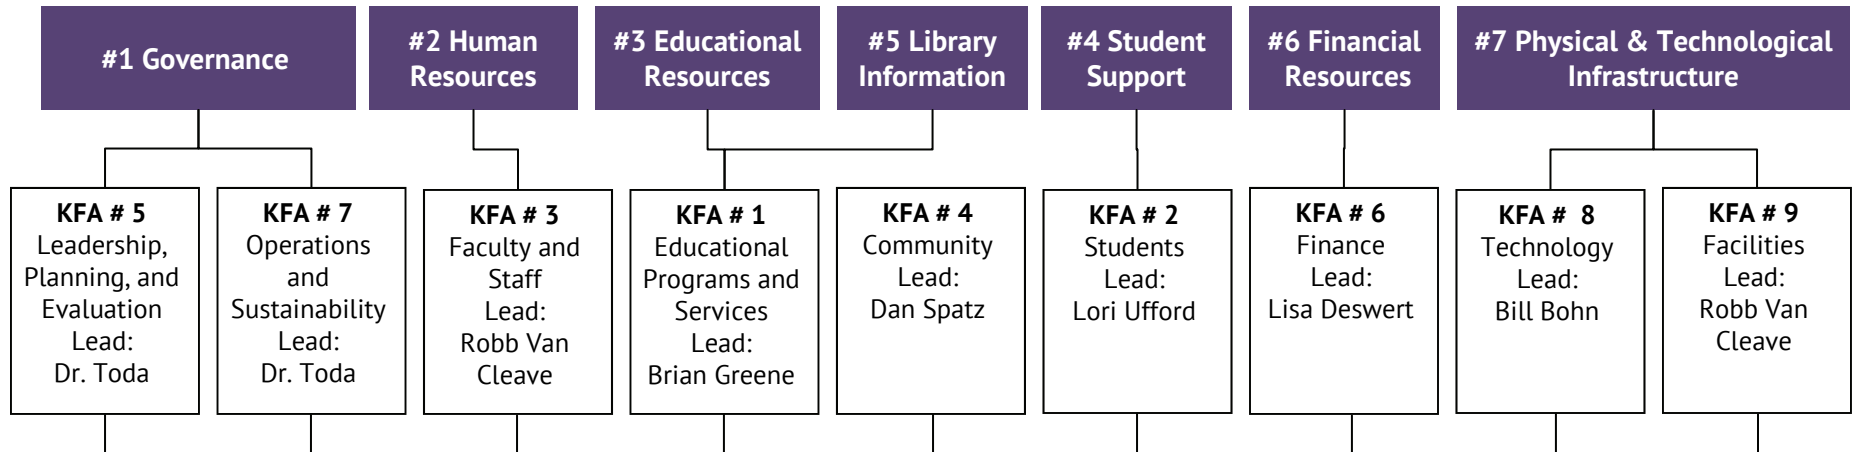 #1 Governance
#2 Human
Resources
#3 Educational
Resources
#5 Library
Information
#4 Student
Support
#6 Financial
Resources
#7 Physical & Technological
Infrastructure
KFA # 5
Leadership,
Planning, and
Evaluation
Lead:
Dr. Toda
KFA # 7
Operations
and
Sustainability
Lead:
Dr. Toda
KFA # 3
Faculty and
Staff
Lead:
Robb Van
Cleave
KFA # 1
Educational
Programs and
Services
Lead:
Brian Greene
KFA # 4
Community
Lead:
Dan Spatz
KFA # 2
Students
Lead:
Lori Ufford
KFA # 6
Finance
Lead:
Lisa Deswert
KFA #  8
Technology
Lead:
Bill Bohn
KFA # 9
Facilities
Lead:
Robb Van
Cleave